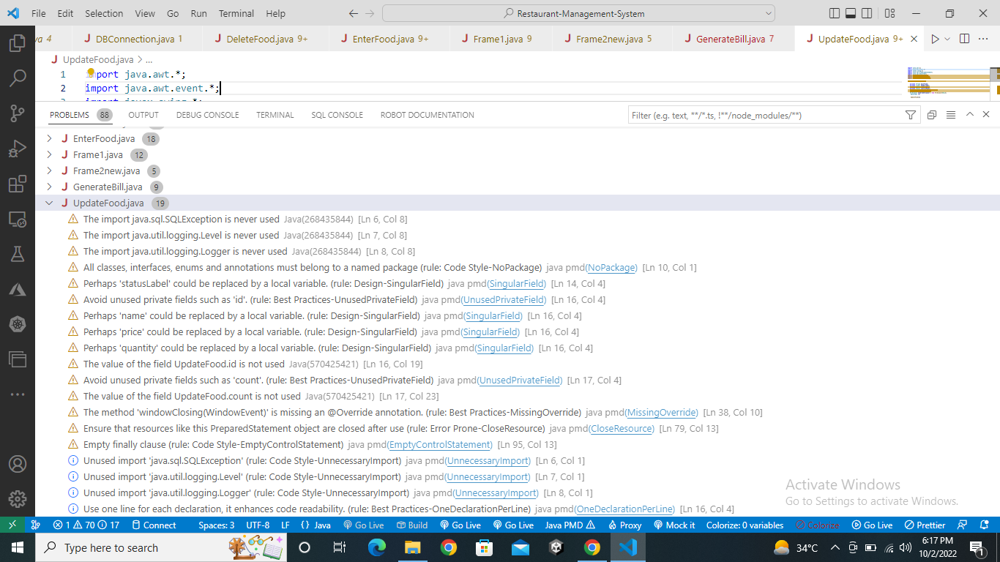 File Edit Selection View Go Run Terminal Help Restaurant-Management-System
va 4 DBConnection.java 1 DeleteFood.java 9+ EnterFood.java 9+ Frame1.java 9 Frame2new.java 5 GenerateBill.java 7 UpdateFood.java 9+
UpdateFood.java > ...
1 import java.awt.*;
2 import java.awt.event.*;
PROBLEMS 88 OUTPUT DEBUG CONSOLE TERMINAL SQL CONSOLE ROBOT DOCUMENTATION Filter (e.g. text, **/*.ts, !**/node_modules/**)
EnterFood.java 18
Frame1.java 12
Frame2new.java 5
GenerateBill.java 9
UpdateFood.java 19
The import java.sql.SQLException is never used Java(268435844) [Ln 6, Col 8]
The import java.util.logging.Level is never used Java(268435844) [Ln 7, Col 8]
The import java.util.logging.Logger is never used Java(268435844) [Ln 8, Col 8]
All classes, interfaces, enums and annotations must belong to a named package (rule: Code Style-NoPackage) java pmd(NoPackage) [Ln 10, Col 1]
Perhaps 'statusLabel' could be replaced by a local variable. (rule: Design-SingularField) java pmd(SingularField) [Ln 14, Col 4]
Avoid unused private fields such as 'id'. (rule: Best Practices-UnusedPrivateField) java pmd(UnusedPrivateField) [Ln 16, Col 4]
Perhaps 'name' could be replaced by a local variable. (rule: Design-SingularField) java pmd(SingularField) [Ln 16, Col 4]
Perhaps 'price' could be replaced by a local variable. (rule: Design-SingularField) java pmd(SingularField) [Ln 16, Col 4]
Perhaps 'quantity' could be replaced by a local variable. (rule: Design-SingularField) java pmd(SingularField) [Ln 16, Col 4]
The value of the field UpdateFood.id is not used Java(570425421) [Ln 16, Col 19]
Avoid unused private fields such as 'count'. (rule: Best Practices-UnusedPrivateField) java pmd(UnusedPrivateField) [Ln 17, Col 4]
The value of the field UpdateFood.count is not used Java(570425421) [Ln 17, Col 23]
The method 'windowClosing(WindowEvent)' is missing an @Override annotation. (rule: Best Practices-MissingOverride) java pmd(MissingOverride) [Ln 38, Col 10]
Ensure that resources like this PreparedStatement object are closed after use (rule: Error Prone-CloseResource) java pmd(CloseResource) [Ln 79, Col 13]
Empty finally clause (rule: Code Style-EmptyControlStatement) java pmd(EmptyControlStatement) [Ln 95, Col 13]
Unused import 'java.sql.SQLException' (rule: Code Style-UnnecessaryImport) java pmd(UnnecessaryImport) [Ln 6, Col 1]
Unused import 'java.util.logging.Level' (rule: Code Style-UnnecessaryImport) java pmd(UnnecessaryImport) [Ln 7, Col 1]
Unused import 'java.util.logging.Logger' (rule: Code Style-UnnecessaryImport) java pmd(UnnecessaryImport) [Ln 8, Col 1]
Use one line for each declaration, it enhances code readability. (rule: Best Practices-OneDeclarationPerLine) java pmd(OneDeclarationPerLine) [Ln 16, Col 4]
Activate Windows
Go to Settings to activate Windows.
1 70 17 Connect Spaces: 3 UTF-8 LF {} Java Go Live Build Go Live Go Live Java PMD Proxy Mock it Colorize: 0 variables Colorize Go Live Prettier
Type here to search 34°C 6:17 PM
10/2/2022 1